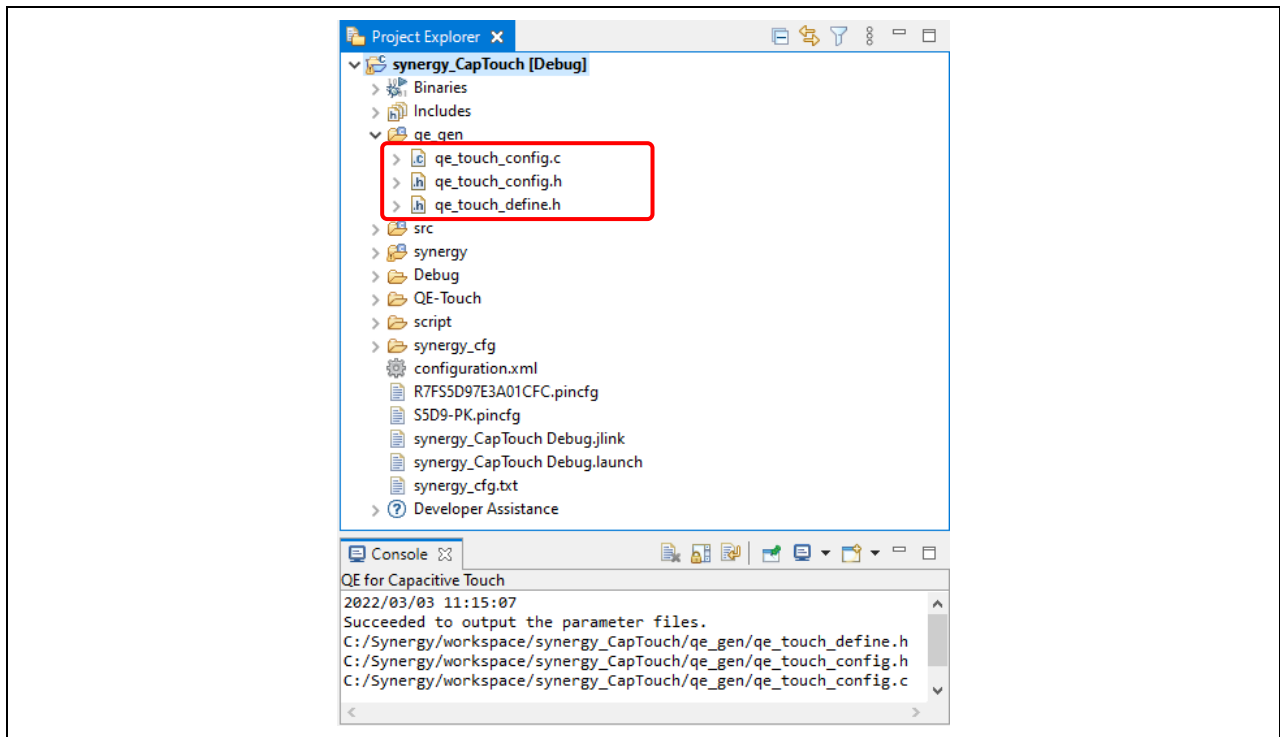 Project Explorer
synergy_CapTouch [Debug]
Binaries
Includes
qe_gen
qe_touch_config.c
qe_touch_config.h
qe_touch_define.h
src
synergy
Debug
QE-Touch
script
synergy_cfg
configuration.xml
R7FS5D97E3A01CFC.pincfg
S5D9-PK.pincfg
synergy_CapTouch Debug.jlink
synergy_CapTouch Debug.launch
synergy_cfg.txt
Developer Assistance
Console
QE for Capacitive Touch
2022/03/03 11:15:07
Succeeded to output the parameter files.
C:/Synergy/workspace/synergy_CapTouch/qe_gen/qe_touch_define.h
C:/Synergy/workspace/synergy_CapTouch/qe_gen/qe_touch_config.h
C:/Synergy/workspace/synergy_CapTouch/qe_gen/qe_touch_config.c